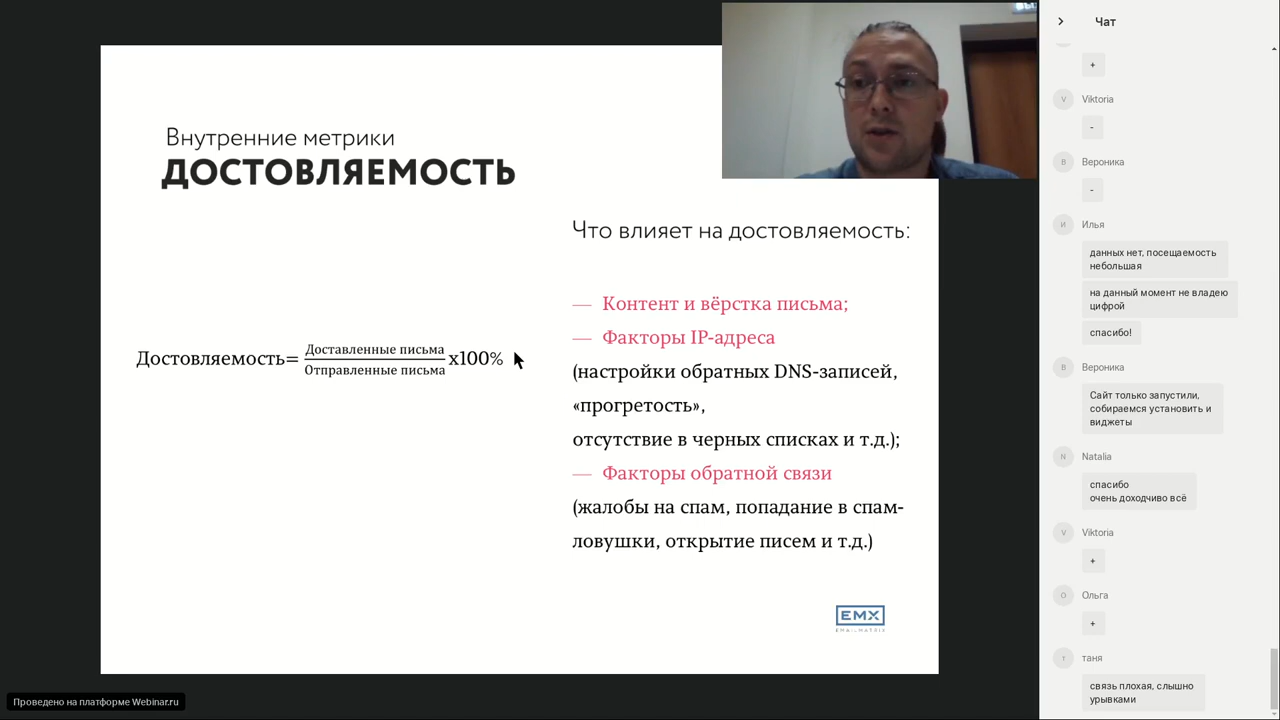 Внутренние метрики
ДОСТОВЛЯЕМОСТЬ
Достовляемость= Доставленные письма x100%
Отправленные письма
Что влияет на достовляемость:
— Контент и вёрстка письма;
— Факторы IP-адреса
(настройки обратных DNS-записей,
«прогретость»,
отсутствие в черных списках и т.д.);
— Факторы обратной связи
(жалобы на спам, попадание в спам-
ловушки, открытие писем и т.д.)
EMX
Проведено на платформе Webinar.ru
Чат
+
V Viktoria
-
В Вероника
-
И Илья
данных нет, посещаемость
небольшая
на данный момент не владею
цифрой
спасибо!
В Вероника
Сайт только запустили,
собираемся установить и
виджеты
N Natalia
спасибо
очень доходчиво всё
V Viktoria
+
О Ольга
+
т таня
связь плохая, слышно
урывками